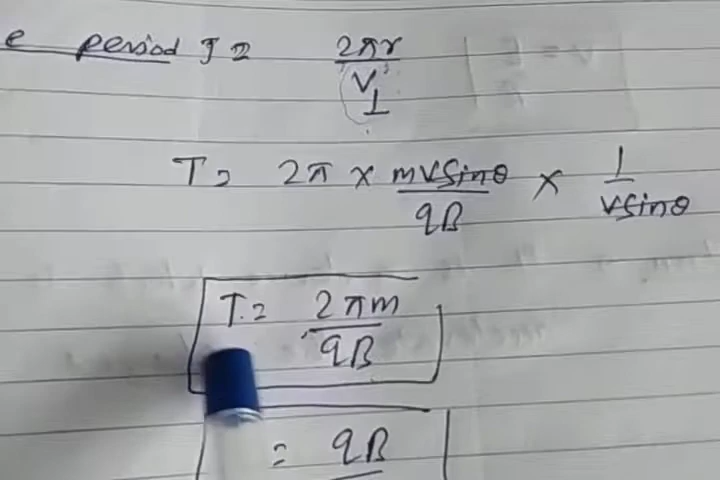 e period T = 2πr / V⊥
T = 2π × mvsinθ / qB × 1 / vsinθ
T = 2πm / qB
= qB